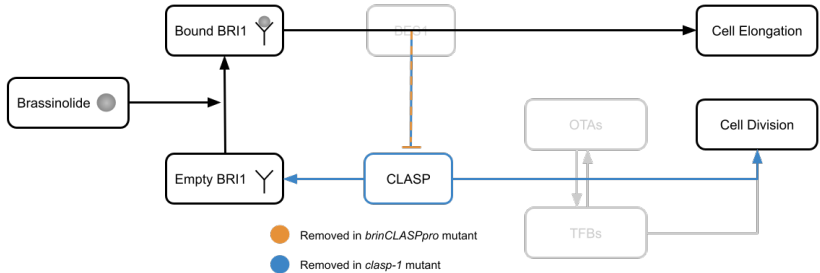 Bound BRI1
BES1
Cell Elongation
Brassinolide
OTAs
Cell Division
Empty BRI1
CLASP
TFBs
Removed in brinCLASPpro mutant
Removed in clasp-1 mutant